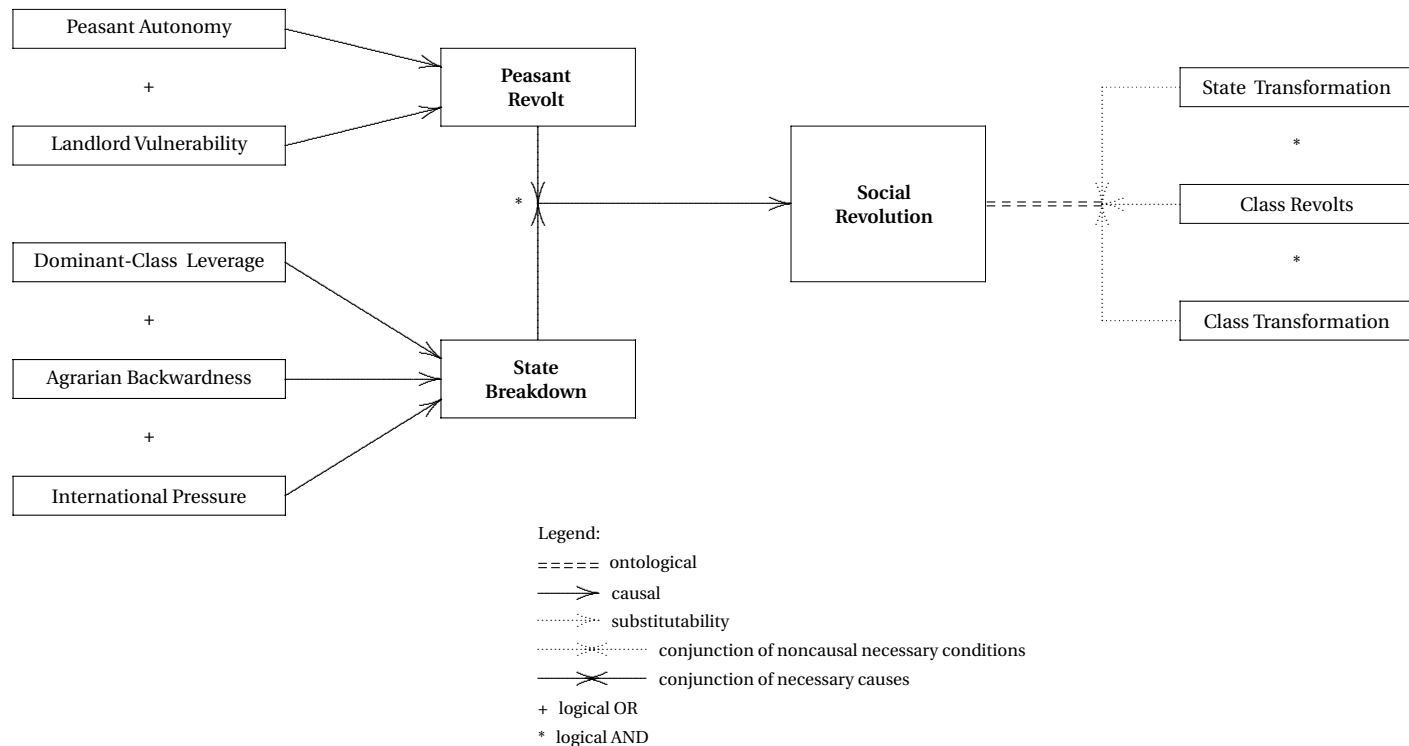 Peasant Autonomy
+
Landlord Vulnerability
Peasant
Revolt
*
Dominant-Class Leverage
+
Agrarian Backwardness
+
International Pressure
State
Breakdown
Social
Revolution
State Transformation
*
Class Revolts
*
Class Transformation
Legend:
===== ontological
causal
substitutability
conjunction of noncausal necessary conditions
conjunction of necessary causes
+ logical OR
* logical AND